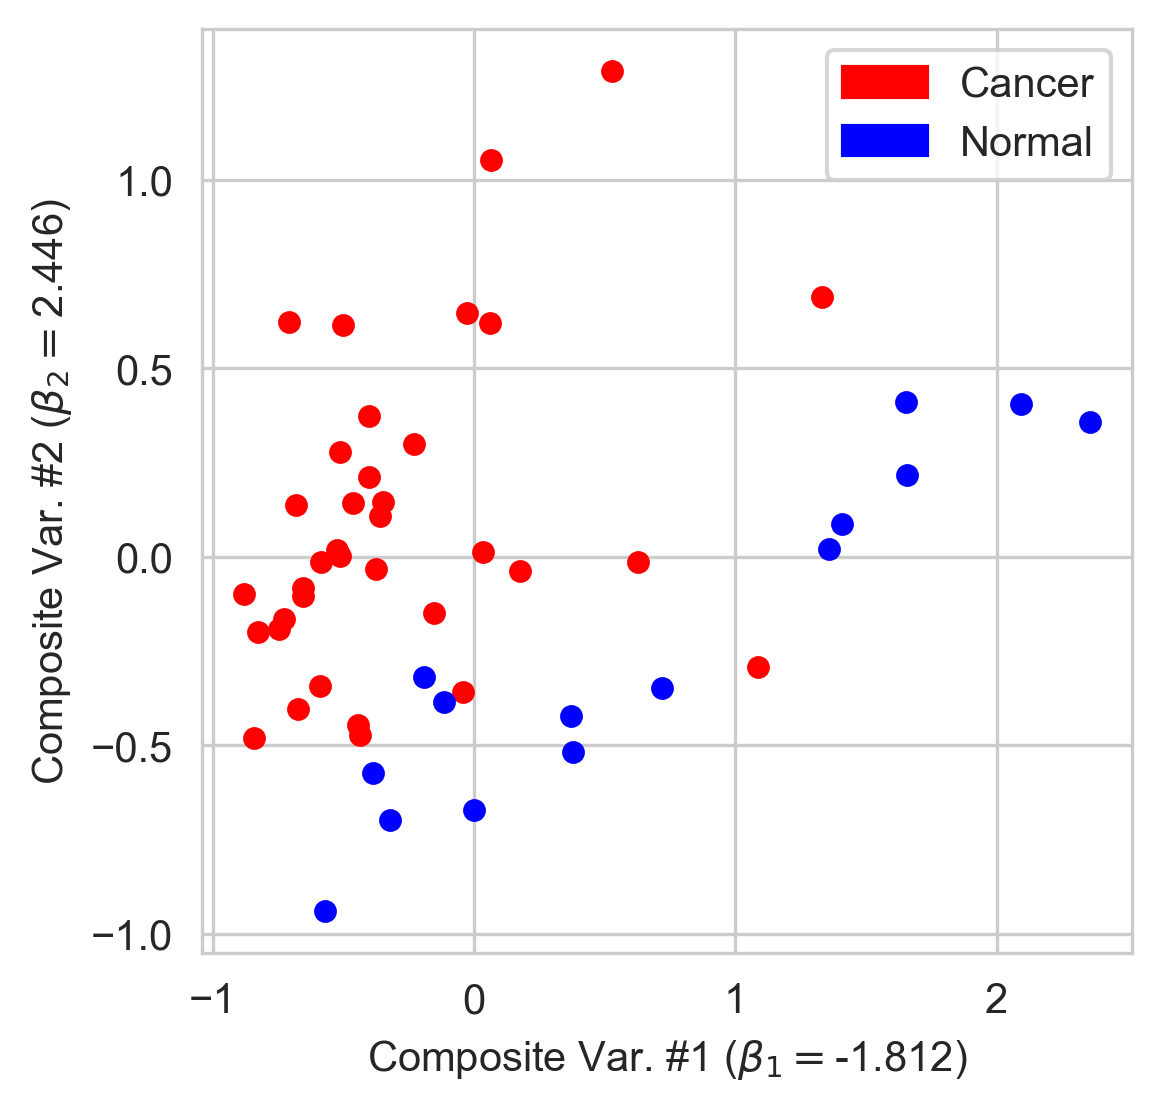 Cancer
Normal
1.0
0.5
0.0
−0.5
−1.0
Composite Var. #2 (β₂ = 2.446)
−1
0
1
2
Composite Var. #1 (β₁ = -1.812)